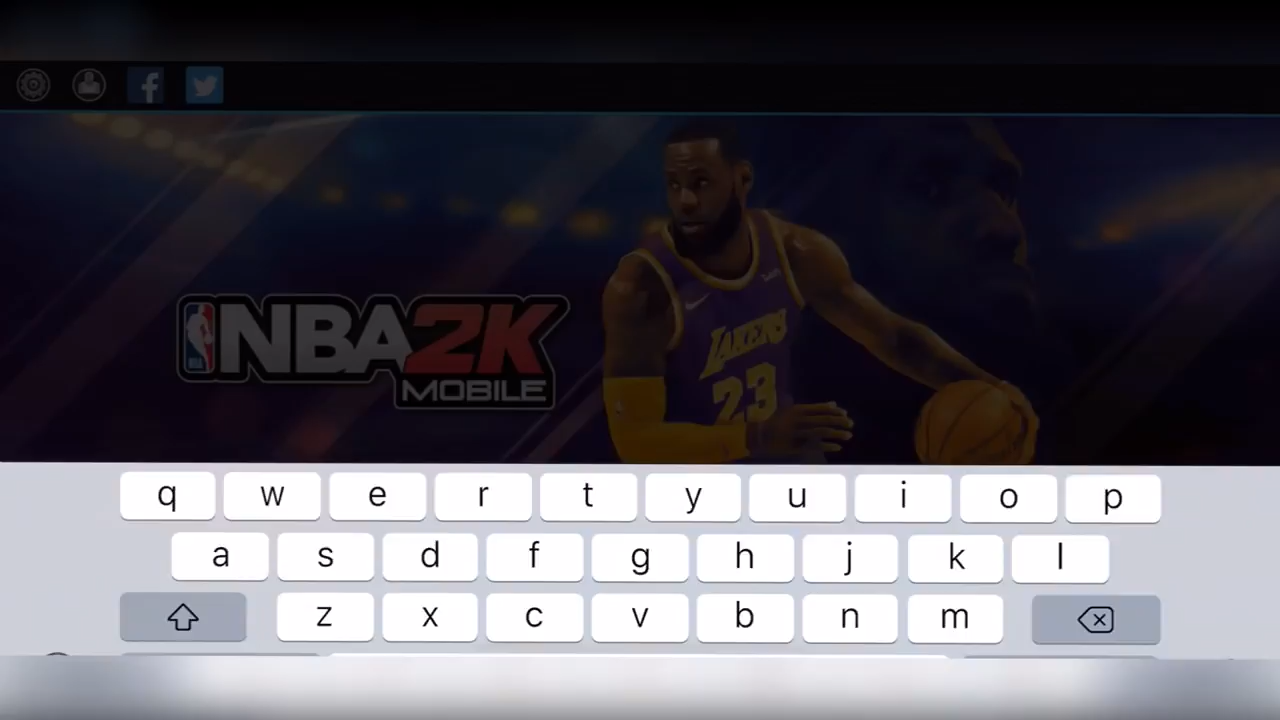 f
NBA2K
MOBILE
LAKERS
23
q w e r t y u i o p
a s d f g h j k l
z x c v b n m